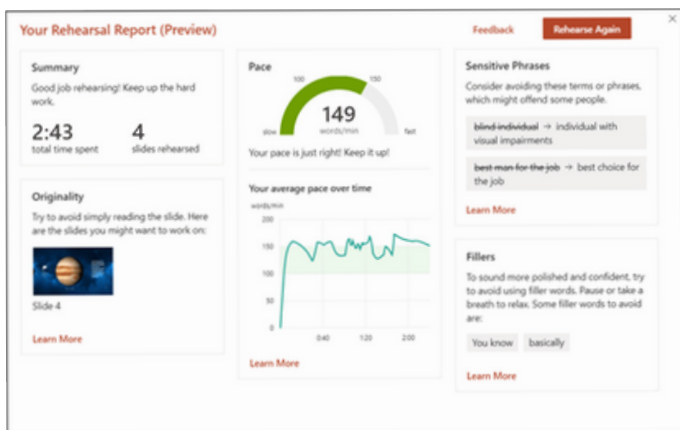 Your Rehearsal Report (Preview)
Feedback
Rehearse Again
Summary
Good job rehearsing! Keep up the hard
work.
2:43
total time spent
4
slides rehearsed
Originality
Try to avoid simply reading the slide. Here
are the slides you might want to work on:
Slide 4
Learn More
Pace
100
150
149
words/min
slow
fast
Your pace is just right! Keep it up!
Your average pace over time
words/min
200
150
100
50
0
0:40
1:20
2:00
Learn More
Sensitive Phrases
Consider avoiding these terms or phrases,
which might offend some people.
blind individual → individual with
visual impairments
best man for the job → best choice for
the job
Learn More
Fillers
To sound more polished and confident, try
to avoid using filler words. Pause or take a
breath to relax. Some filler words to avoid
are:
You know
basically
Learn More